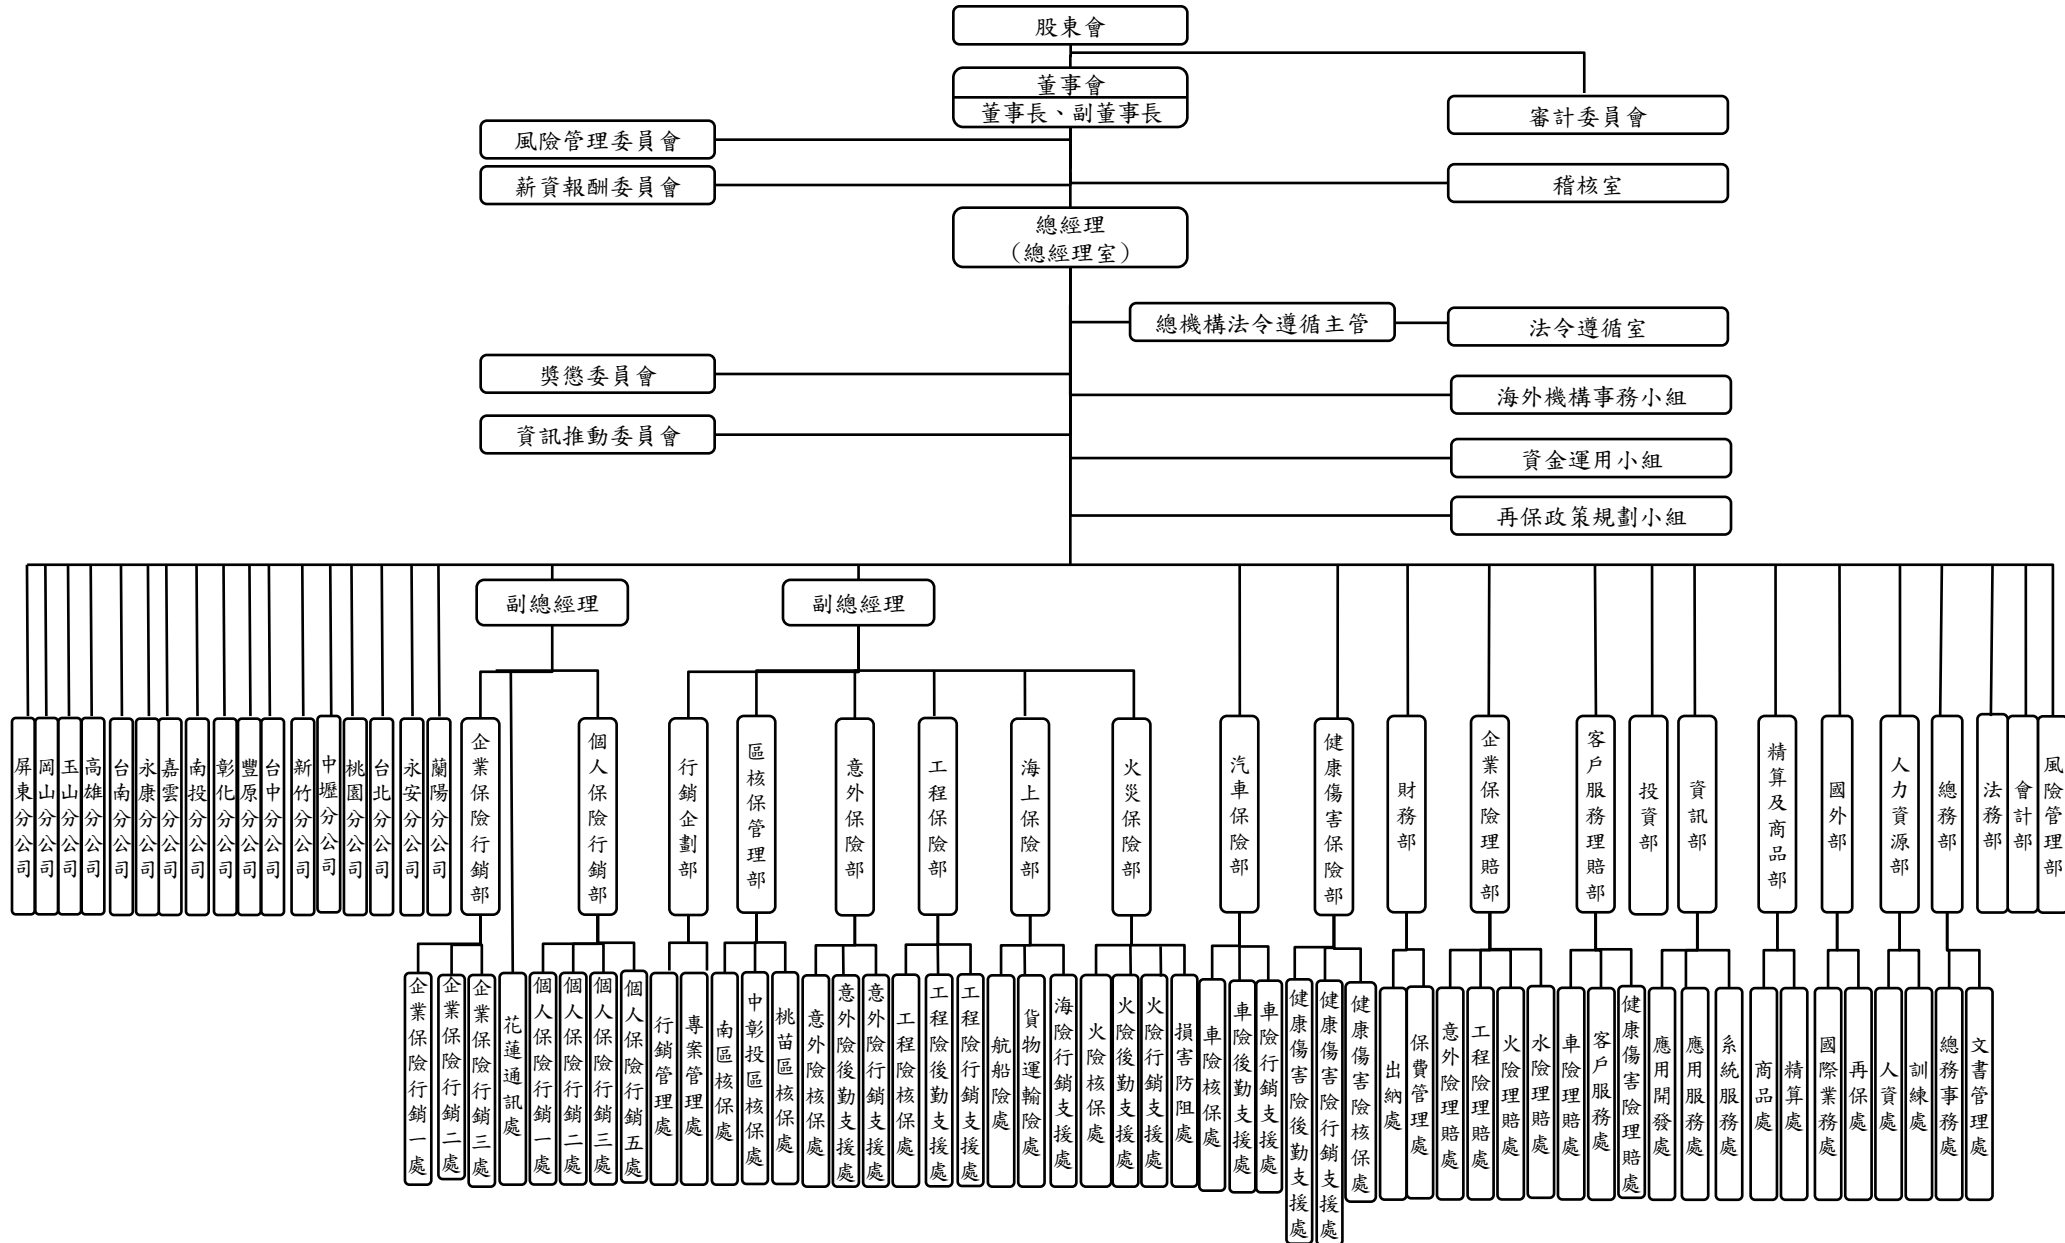 股東會
董事會
董事長、副董事長
審計委員會
風險管理委員會
薪資報酬委員會
稽核室
總經理
（總經理室）
總機構法令遵循主管
法令遵循室
獎懲委員會
海外機構事務小組
資訊推動委員會
資金運用小組
再保政策規劃小組
副總經理
副總經理
屏東分公司
岡山分公司
玉山分公司
高雄分公司
台南分公司
永康分公司
嘉雲分公司
南投分公司
彰化分公司
豐原分公司
台中分公司
新竹分公司
中壢分公司
桃園分公司
台北分公司
永安分公司
蘭陽分公司
企業保險行銷部
個人保險行銷部
行銷企劃部
區核保管理部
意外保險部
工程保險部
海上保險部
火災保險部
汽車保險部
健康傷害保險部
財務部
企業保險理賠部
客戶服務理賠部
投資部
資訊部
精算及商品部
國外部
人力資源部
總務部
法務部
會計部
風險管理部
企業保險行銷一處
企業保險行銷二處
企業保險行銷三處
花蓮通訊處
個人保險行銷一處
個人保險行銷二處
個人保險行銷三處
個人保險行銷五處
行銷管理處
專案管理處
南區核保處
中彰投區核保處
桃苗區核保處
意外險核保處
意外險後勤支援處
意外險行銷支援處
工程險核保處
工程險後勤支援處
工程險行銷支援處
航船險處
貨物運輸險處
海險行銷支援處
火險核保處
火險後勤支援處
火險行銷支援處
損害防阻處
車險核保處
車險後勤支援處
車險行銷支援處
健康傷害險後勤支援處
健康傷害險行銷支援處
健康傷害險核保處
出納處
保費管理處
意外險理賠處
工程險理賠處
火險理賠處
水險理賠處
車險理賠處
客戶服務處
健康傷害險理賠處
應用開發處
應用服務處
系統服務處
商品處
精算處
國際業務處
再保處
人資處
訓練處
總務事務處
文書管理處